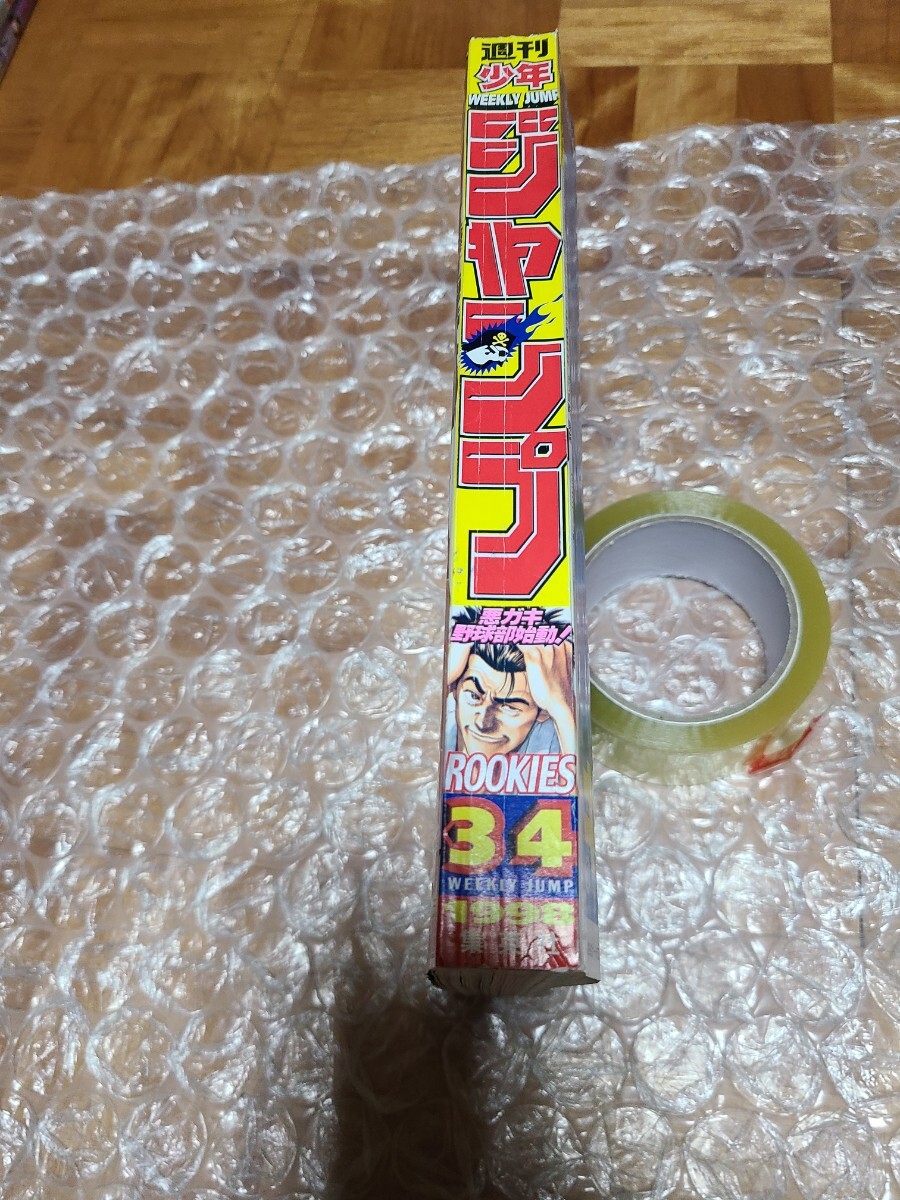 週刊
少年
WEEKLY JUMP
ジャンプ
悪ガキ
野球部始動!
ROOKIES
34
WEEKLY JUMP
1998
集英社